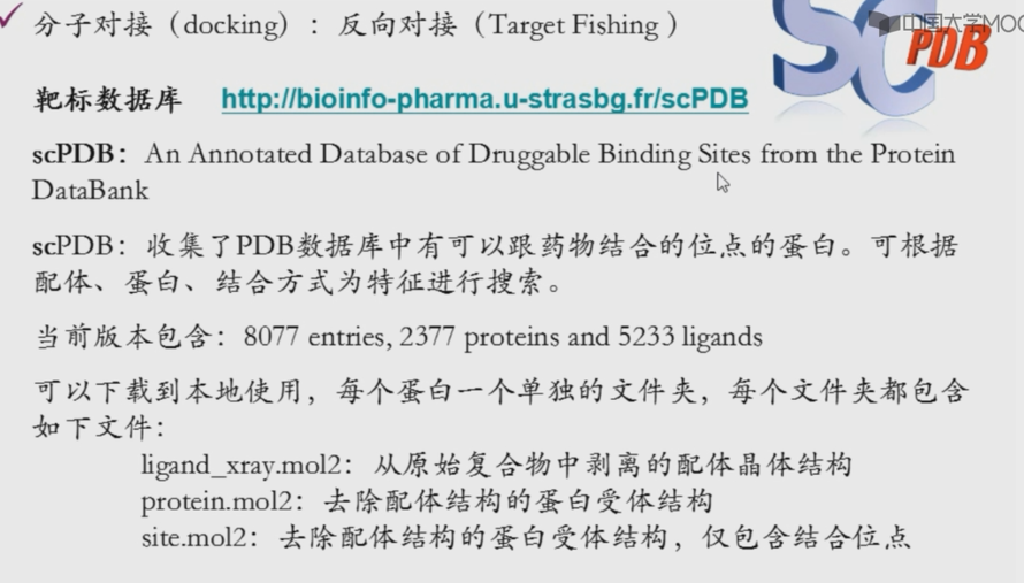 分子对接（docking）：反向对接（Target Fishing ）
中国大学MOO
SC
PDB
靶标数据库 http://bioinfo-pharma.u-strasbg.fr/scPDB
scPDB：An Annotated Database of Druggable Binding Sites from the Protein
DataBank
scPDB：收集了PDB数据库中有可以跟药物结合的位点的蛋白。可根据
配体、蛋白、结合方式为特征进行搜索。
当前版本包含：8077 entries, 2377 proteins and 5233 ligands
可以下载到本地使用，每个蛋白一个单独的文件夹，每个文件夹都包含
如下文件：
ligand_xray.mol2：从原始复合物中剥离的配体晶体结构
protein.mol2：去除配体结构的蛋白受体结构
site.mol2：去除配体结构的蛋白受体结构，仅包含结合位点